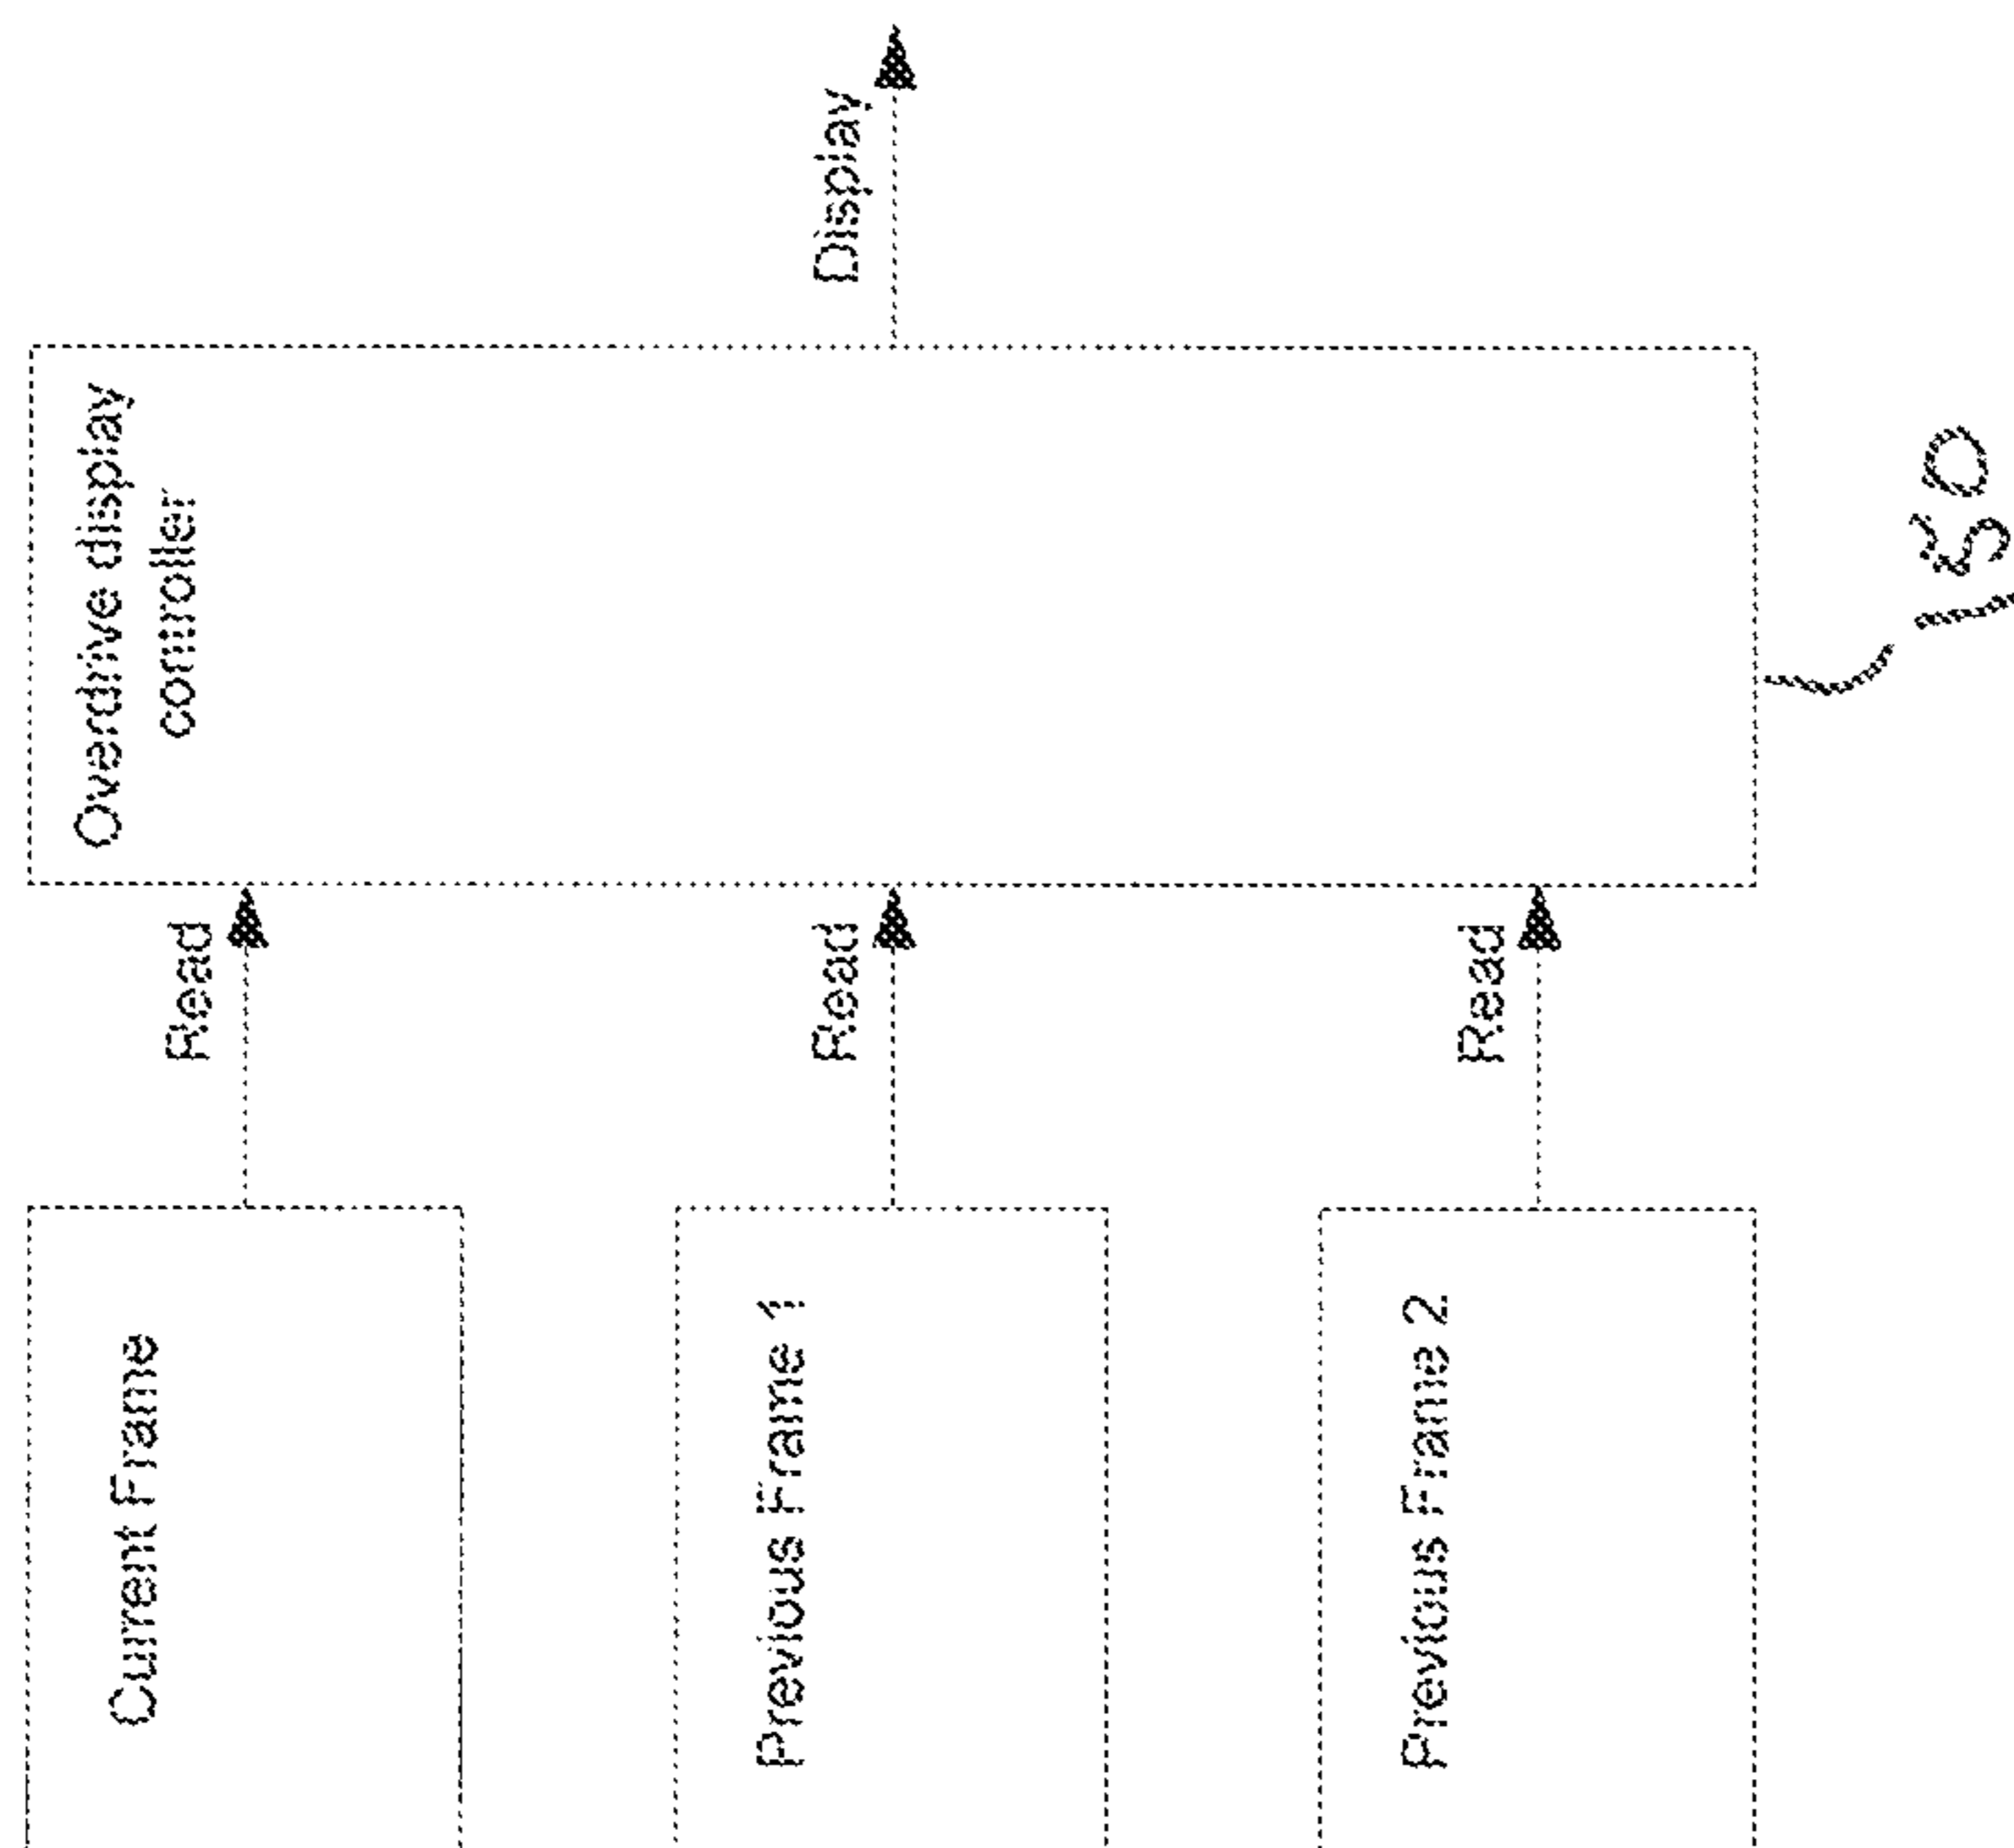 Current Frame
Read
Overdrive display
controller
Previous Frame 1
Read
Display
Previous Frame 2
Read
150